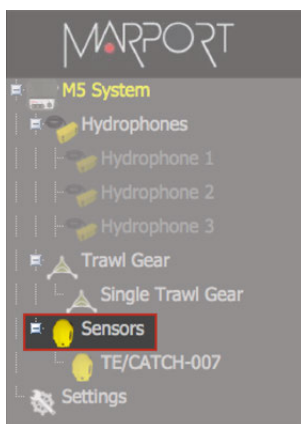 MARPORT
M5 System
Hydrophones
Hydrophone 1
Hydrophone 2
Hydrophone 3
Trawl Gear
Single Trawl Gear
Sensors
TE/CATCH-007
Settings